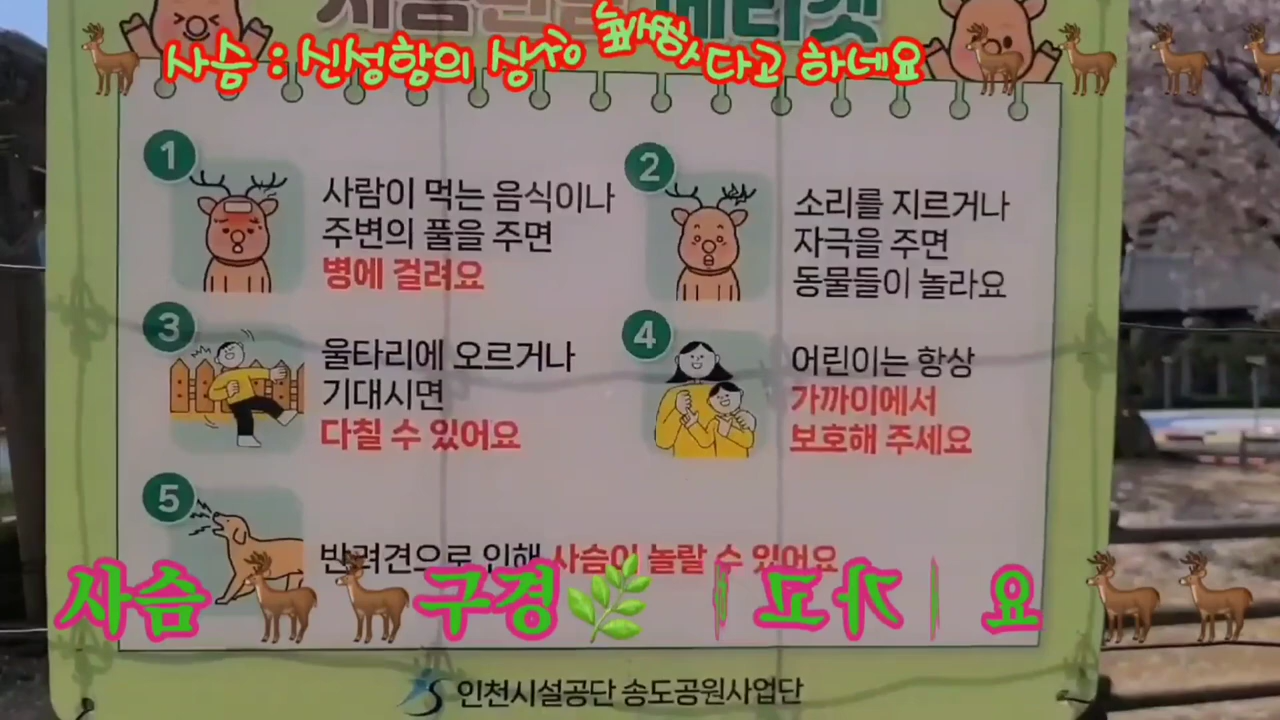 사슴 : 신성함의 상징 다고 하네요
1
사람이 먹는 음식이나
주변의 풀을 주면
병에 걸려요
2
소리를 지르거나
자극을 주면
동물들이 놀라요
3
울타리에 오르거나
기대시면
다칠 수 있어요
4
어린이는 항상
가까이에서
보호해 주세요
5
반려견으로 인해 사슴이 놀랄 수 있어요
사슴 구경 가고 요
인천시설공단 송도공원사업단